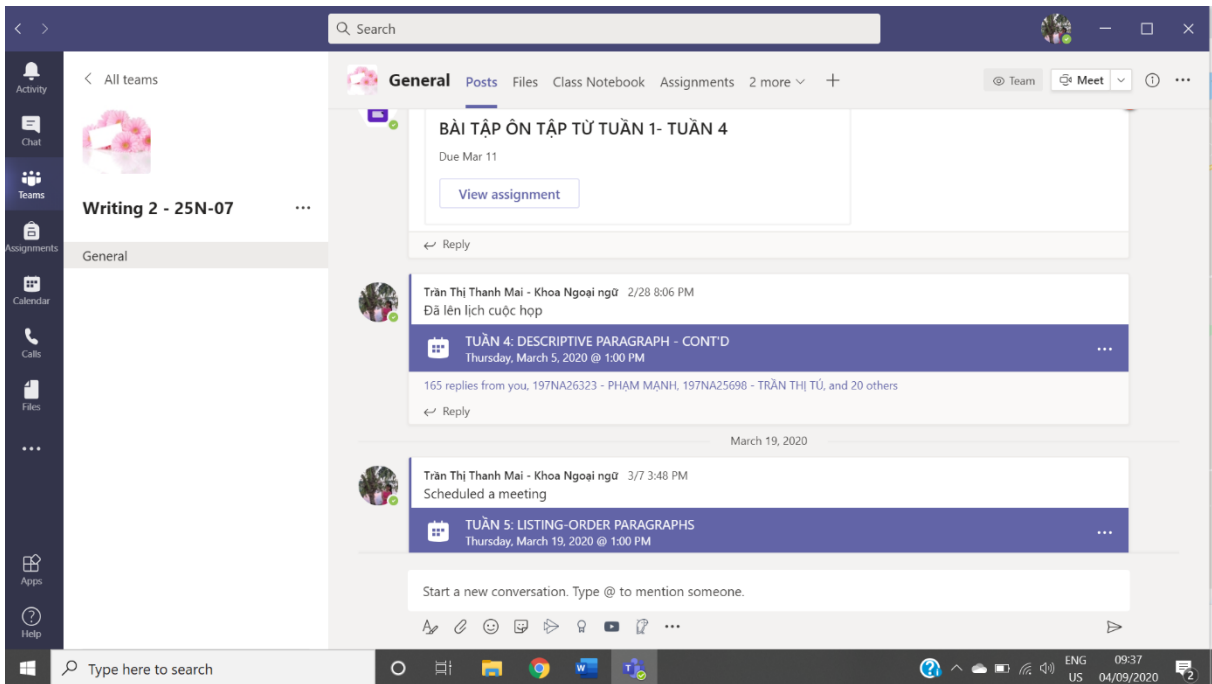 Search
Activity
Chat
Teams
Assignments
Calendar
Calls
Files
Apps
Help
All teams
Writing 2 - 25N-07
General
General Posts Files Class Notebook Assignments 2 more
Team Meet
BÀI TẬP ÔN TẬP TỪ TUẦN 1- TUẦN 4
Due Mar 11
View assignment
Reply
Trần Thị Thanh Mai - Khoa Ngoại ngữ 2/28 8:06 PM
Đã lên lịch cuộc họp
TUẦN 4: DESCRIPTIVE PARAGRAPH - CONT'D
Thursday, March 5, 2020 @ 1:00 PM
165 replies from you, 197NA26323 - PHẠM MẠNH, 197NA25698 - TRẦN THỊ TÚ, and 20 others
Reply
March 19, 2020
Trần Thị Thanh Mai - Khoa Ngoại ngữ 3/7 3:48 PM
Scheduled a meeting
TUẦN 5: LISTING-ORDER PARAGRAPHS
Thursday, March 19, 2020 @ 1:00 PM
Start a new conversation. Type @ to mention someone.
Type here to search
ENG
US
09:37
04/09/2020
2